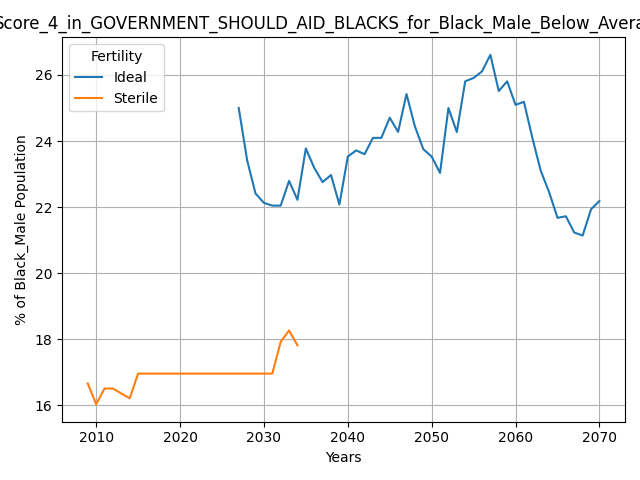 Score_4_in_GOVERNMENT_SHOULD_AID_BLACKS_for_Black_Male_Below_Avera
Fertility
Ideal
Sterile
% of Black_Male Population
26
24
22
20
18
16
2010 2020 2030 2040 2050 2060 2070
Years